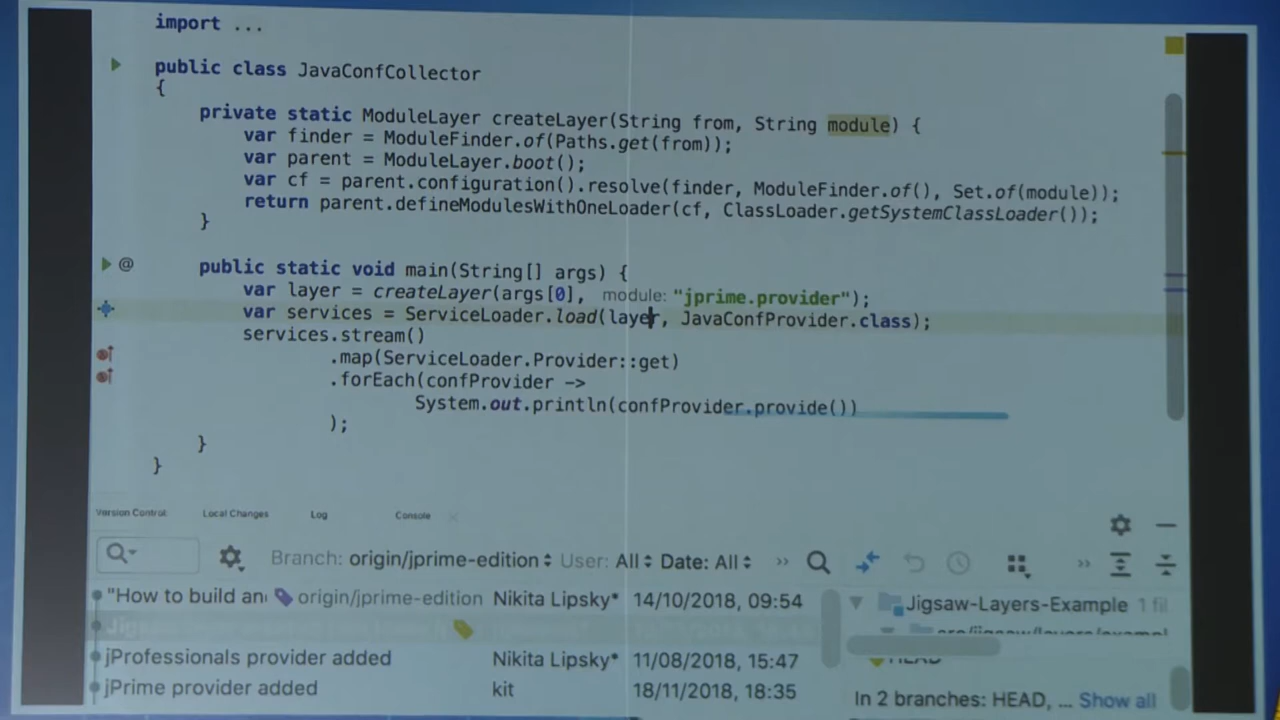 import ...
public class JavaConfCollector
{
private static ModuleLayer createLayer(String from, String module) {
var finder = ModuleFinder.of(Paths.get(from));
var parent = ModuleLayer.boot();
var cf = parent.configuration().resolve(finder, ModuleFinder.of(), Set.of(module));
return parent.defineModulesWithOneLoader(cf, ClassLoader.getSystemClassLoader());
}
@ public static void main(String[] args) {
var layer = createLayer(args[0], module: "jprime.provider");
var services = ServiceLoader.load(layer, JavaConfProvider.class);
services.stream()
.map(ServiceLoader.Provider::get)
.forEach(confProvider ->
System.out.println(confProvider.provide())
);
}
}
Version Control: Local Changes Log Console
Branch: origin/jprime-edition User: All Date: All »  »
"How to build an origin/jprime-edition Nikita Lipsky* 14/10/2018, 09:54 Jigsaw-Layers-Example 1 fil
jProfessionals provider added Nikita Lipsky* 11/08/2018, 15:47 HEAD
jPrime provider added kit 18/11/2018, 18:35 In 2 branches: HEAD, ... Show all